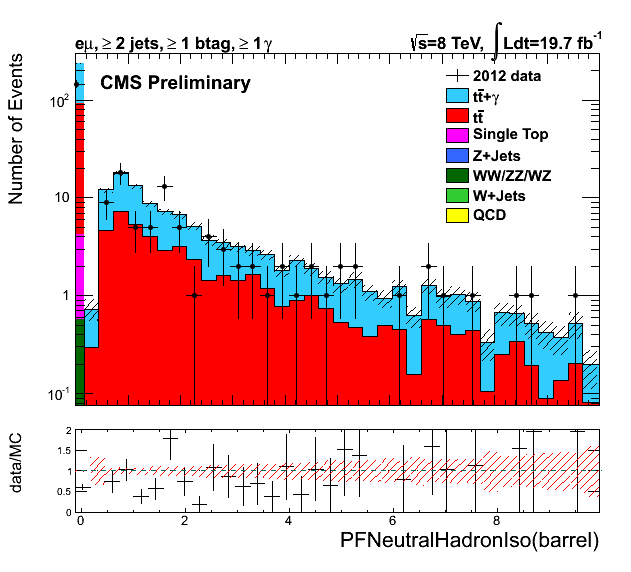 eμ, ≥ 2 jets, ≥ 1 btag, ≥ 1 γ
√s=8 TeV, ∫Ldt=19.7 fb⁻¹
CMS Preliminary
2012 data
tt̄+γ
tt̄
Single Top
Z+Jets
WW/ZZ/WZ
W+Jets
QCD
Number of Events
10²
10
1
10⁻¹
data/MC
2
1.5
1
0.5
0
0 2 4 6 8
PFNeutralHadronIso(barrel)